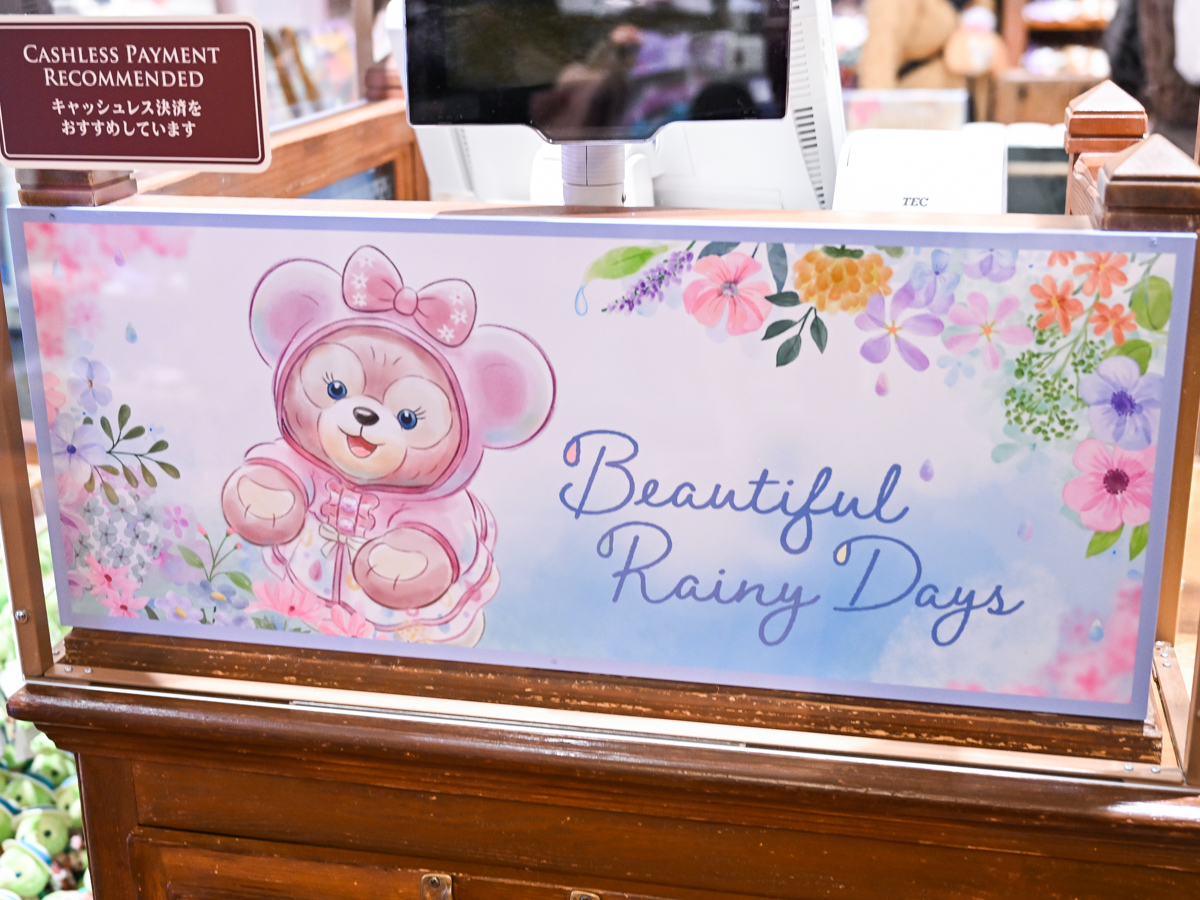 CASHLESS PAYMENT
RECOMMENDED
キャッシュレス決済を
おすすめしています
TEC
Beautiful
Rainy Days